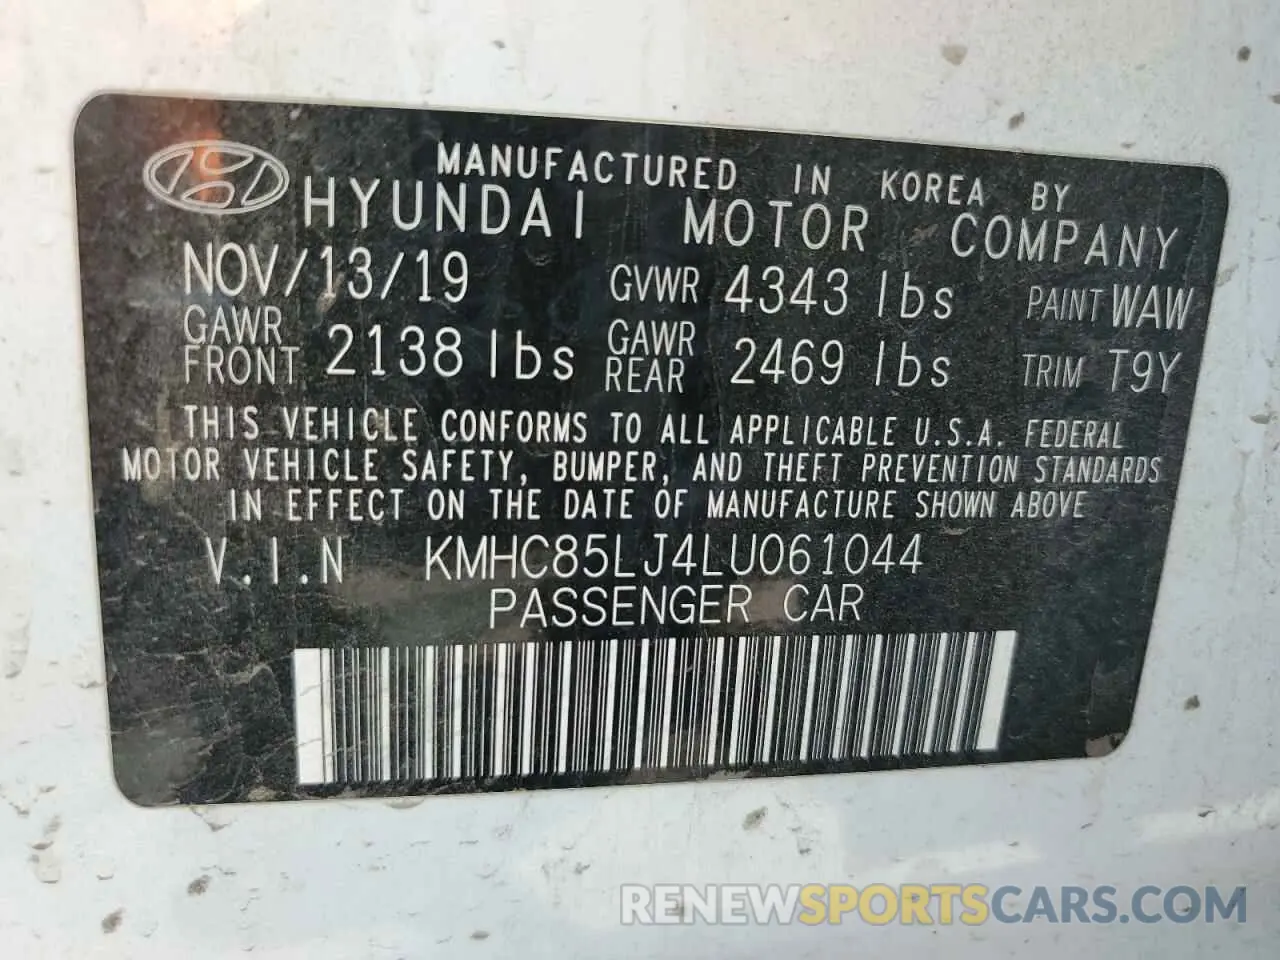 MANUFACTURED IN KOREA BY
HYUNDAI MOTOR COMPANY
NOV/13/19 GVWR 4343 lbs PAINT WAW
GAWR FRONT 2138 lbs GAWR REAR 2469 lbs TRIM T9Y
THIS VEHICLE CONFORMS TO ALL APPLICABLE U.S.A. FEDERAL
MOTOR VEHICLE SAFETY, BUMPER, AND THEFT PREVENTION STANDARDS
IN EFFECT ON THE DATE OF MANUFACTURE SHOWN ABOVE
V.I.N KMHC85LJ4LU061044
PASSENGER CAR
RENEWSPORTSCARS.COM